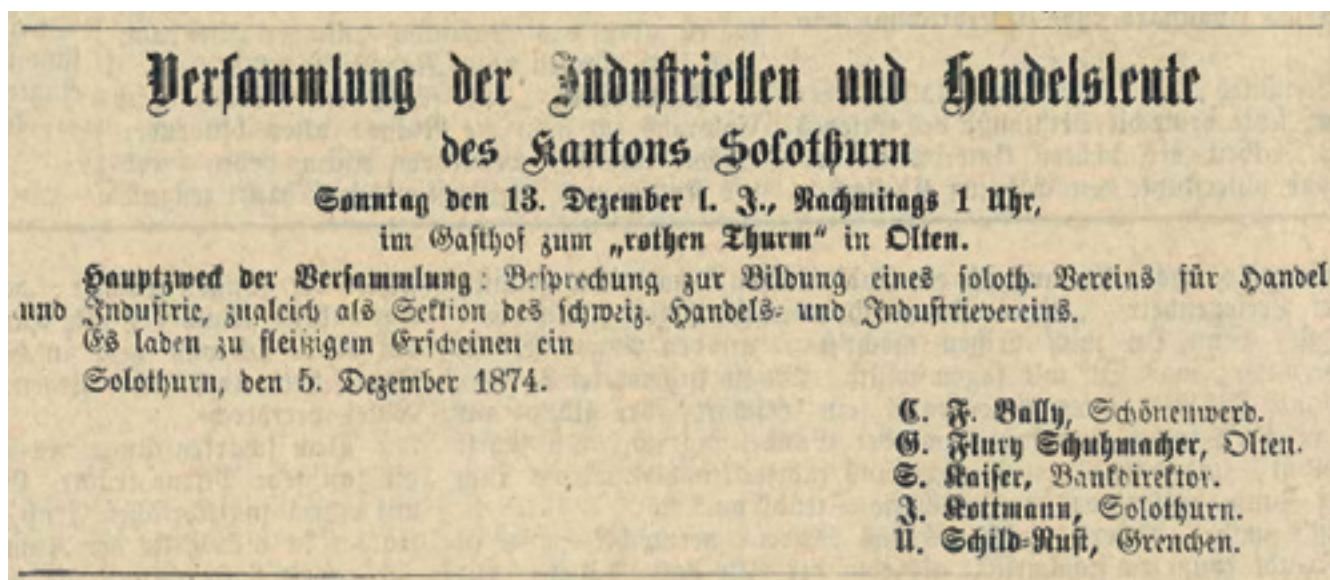 Versammlung der Industriellen und Handelsleute
des Kantons Solothurn
Sonntag den 13. Dezember l. J., Nachmitags 1 Uhr,
im Gasthof zum „rothen Thurm“ in Olten.
Hauptzweck der Versammlung: Besprechung zur Bildung eines soloth. Vereins für Handel
und Industrie, zugleich als Sektion des schweiz. Handels- und Industrievereins.
Es laden zu fleißigem Erscheinen ein
Solothurn, den 5. Dezember 1874.
C. F. Bally, Schönenwerd.
G. Flury Schuhmacher, Olten.
S. Kaiser, Bankdirektor.
J. Kottmann, Solothurn.
U. Schild-Rust, Grenchen.